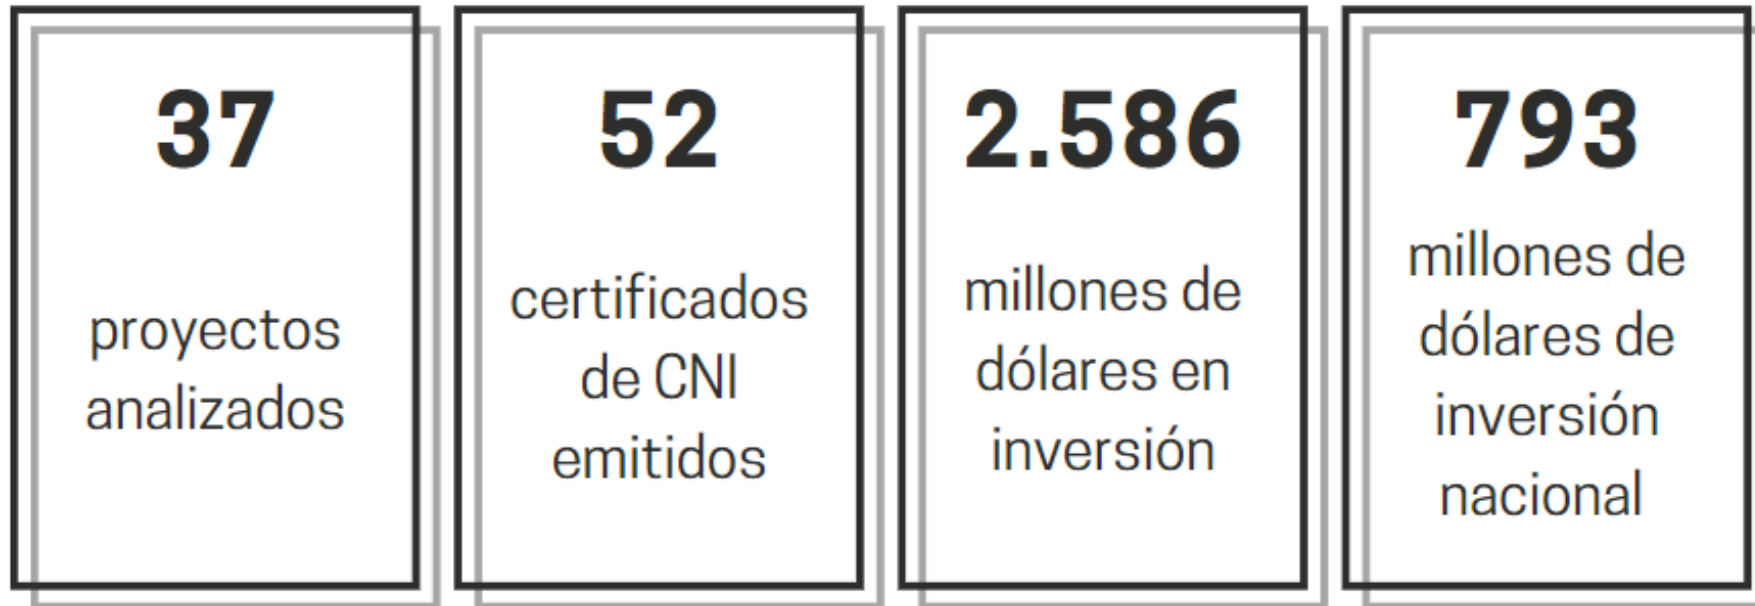 37
proyectos
analizados
52
certificados
de CNI
emitidos
2.586
millones de
dólares en
inversión
793
millones de
dólares de
inversión
nacional